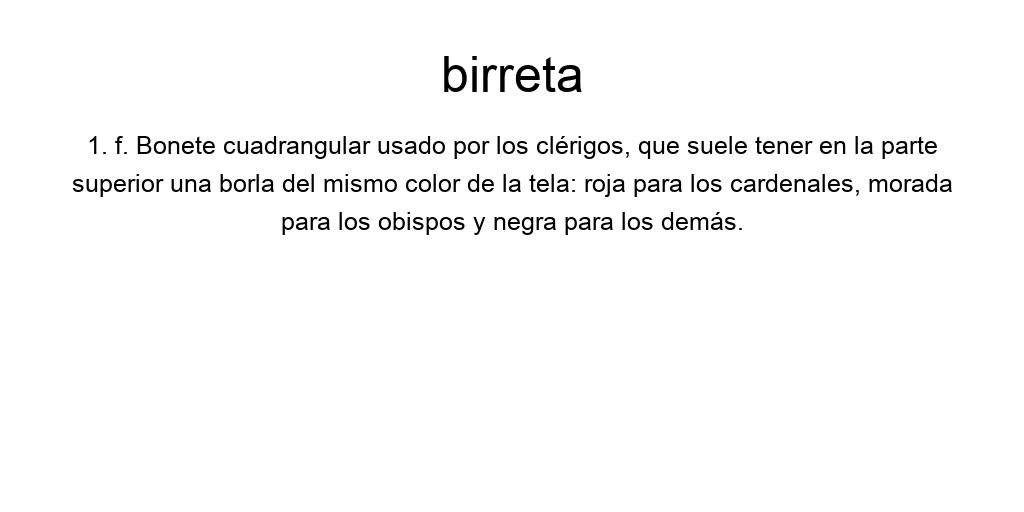 birreta
1. f. Bonete cuadrangular usado por los clérigos, que suele tener en la parte
superior una borla del mismo color de la tela: roja para los cardenales, morada
para los obispos y negra para los demás.